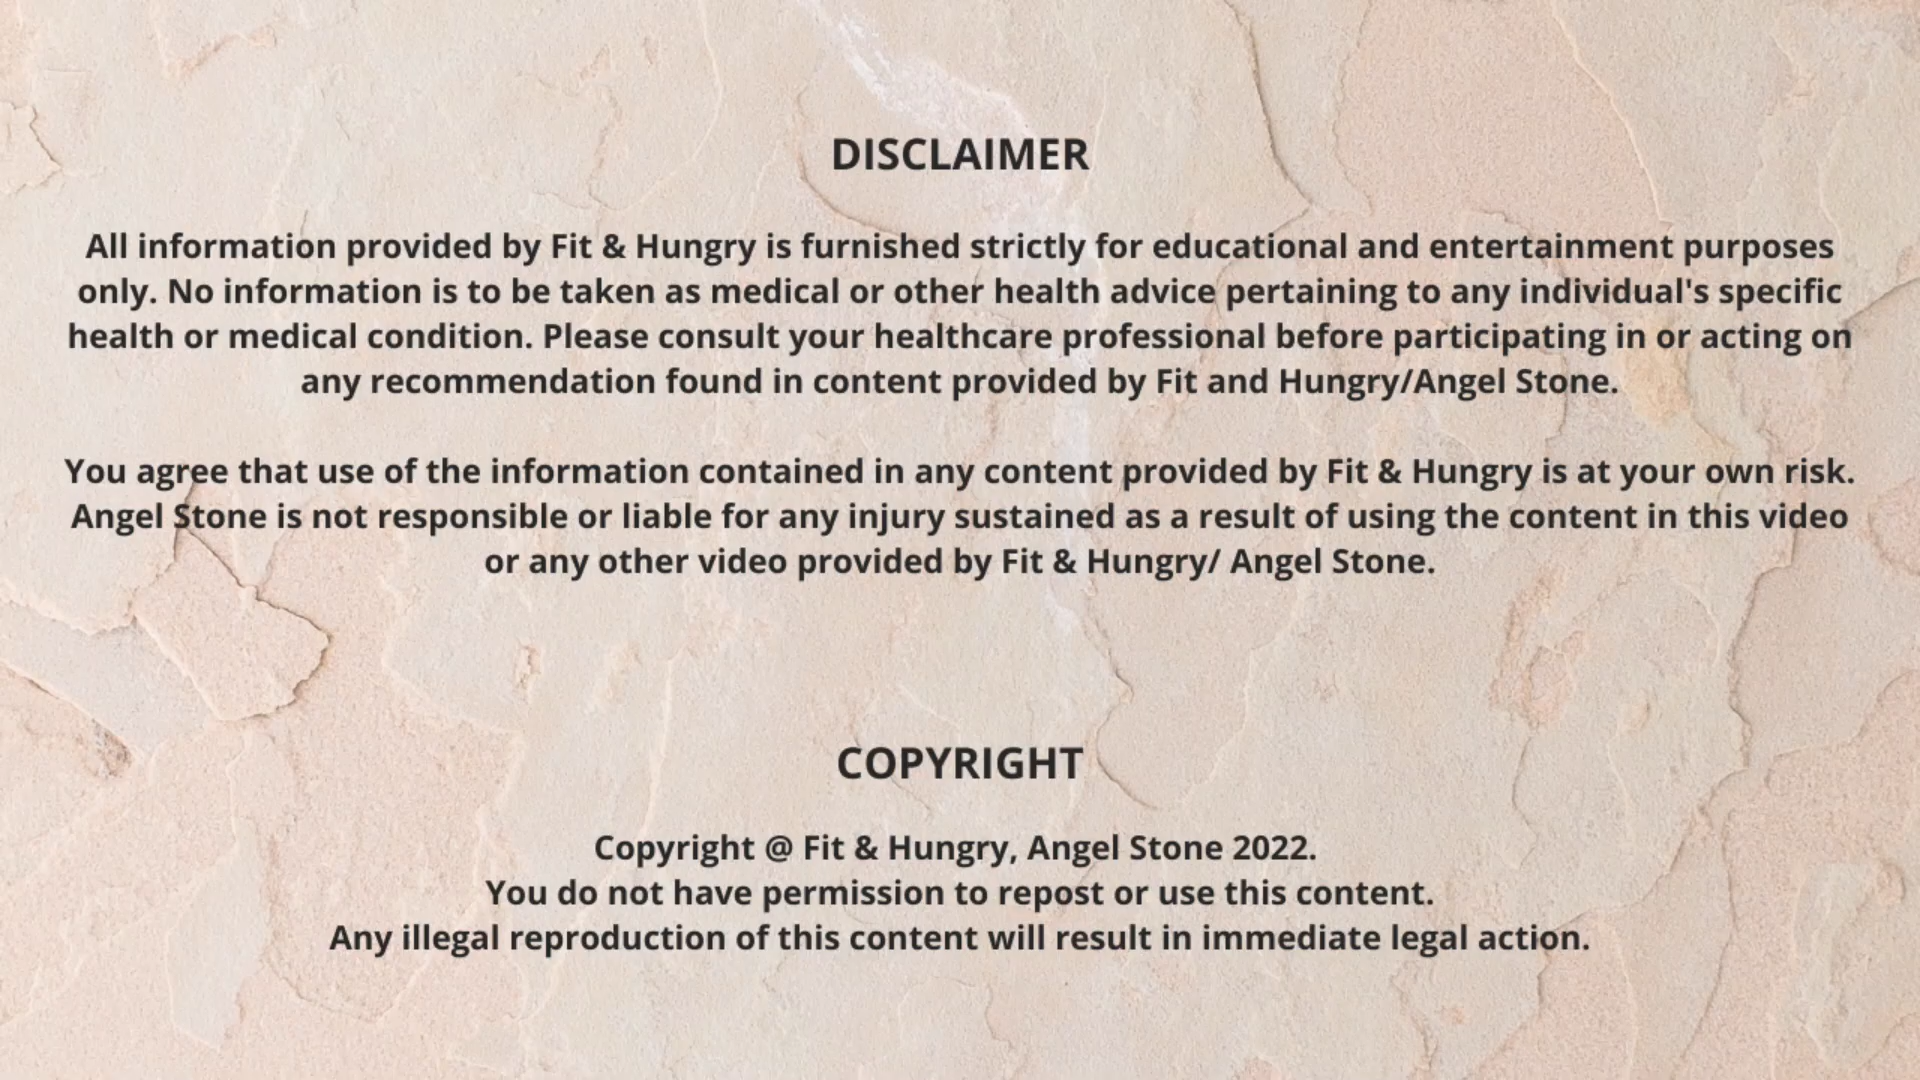 DISCLAIMER
All information provided by Fit & Hungry is furnished strictly for educational and entertainment purposes
only. No information is to be taken as medical or other health advice pertaining to any individual's specific
health or medical condition. Please consult your healthcare professional before participating in or acting on
any recommendation found in content provided by Fit and Hungry/Angel Stone.
You agree that use of the information contained in any content provided by Fit & Hungry is at your own risk.
Angel Stone is not responsible or liable for any injury sustained as a result of using the content in this video
or any other video provided by Fit & Hungry/ Angel Stone.
COPYRIGHT
Copyright @ Fit & Hungry, Angel Stone 2022.
You do not have permission to repost or use this content.
Any illegal reproduction of this content will result in immediate legal action.